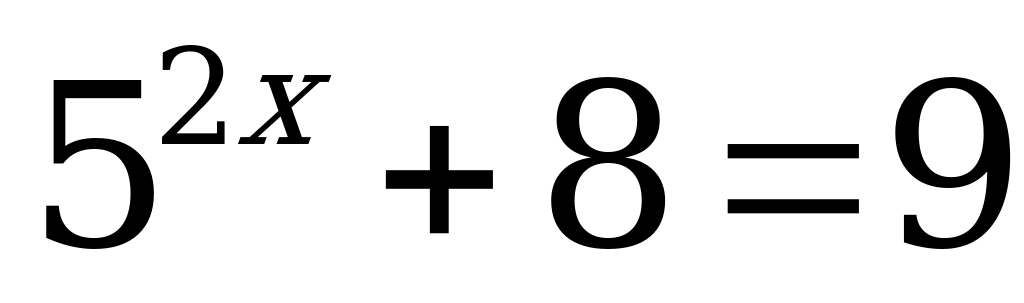 5^{2x} + 8 = 9